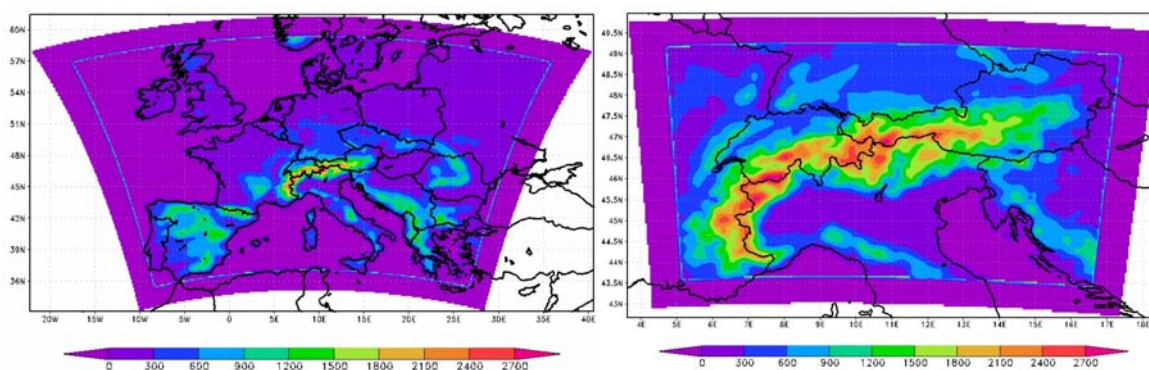 60N
57N
54N
51N
48N
45N
42N
39N
36N
20W 15W 10W 5W 0 5E 10E 15E 20E 25E 30E 35E 40E
0 300 600 900 1200 1500 1800 2100 2400 2700
49.5N
49N
48.5N
48N
47.5N
47N
46.5N
46N
45.5N
45N
44.5N
44N
43.5N
43N
4E 5E 6E 7E 8E 9E 10E 11E 12E 13E 14E 15E 16E 17E 18E
0 300 600 900 1200 1500 1800 2100 2400 2700